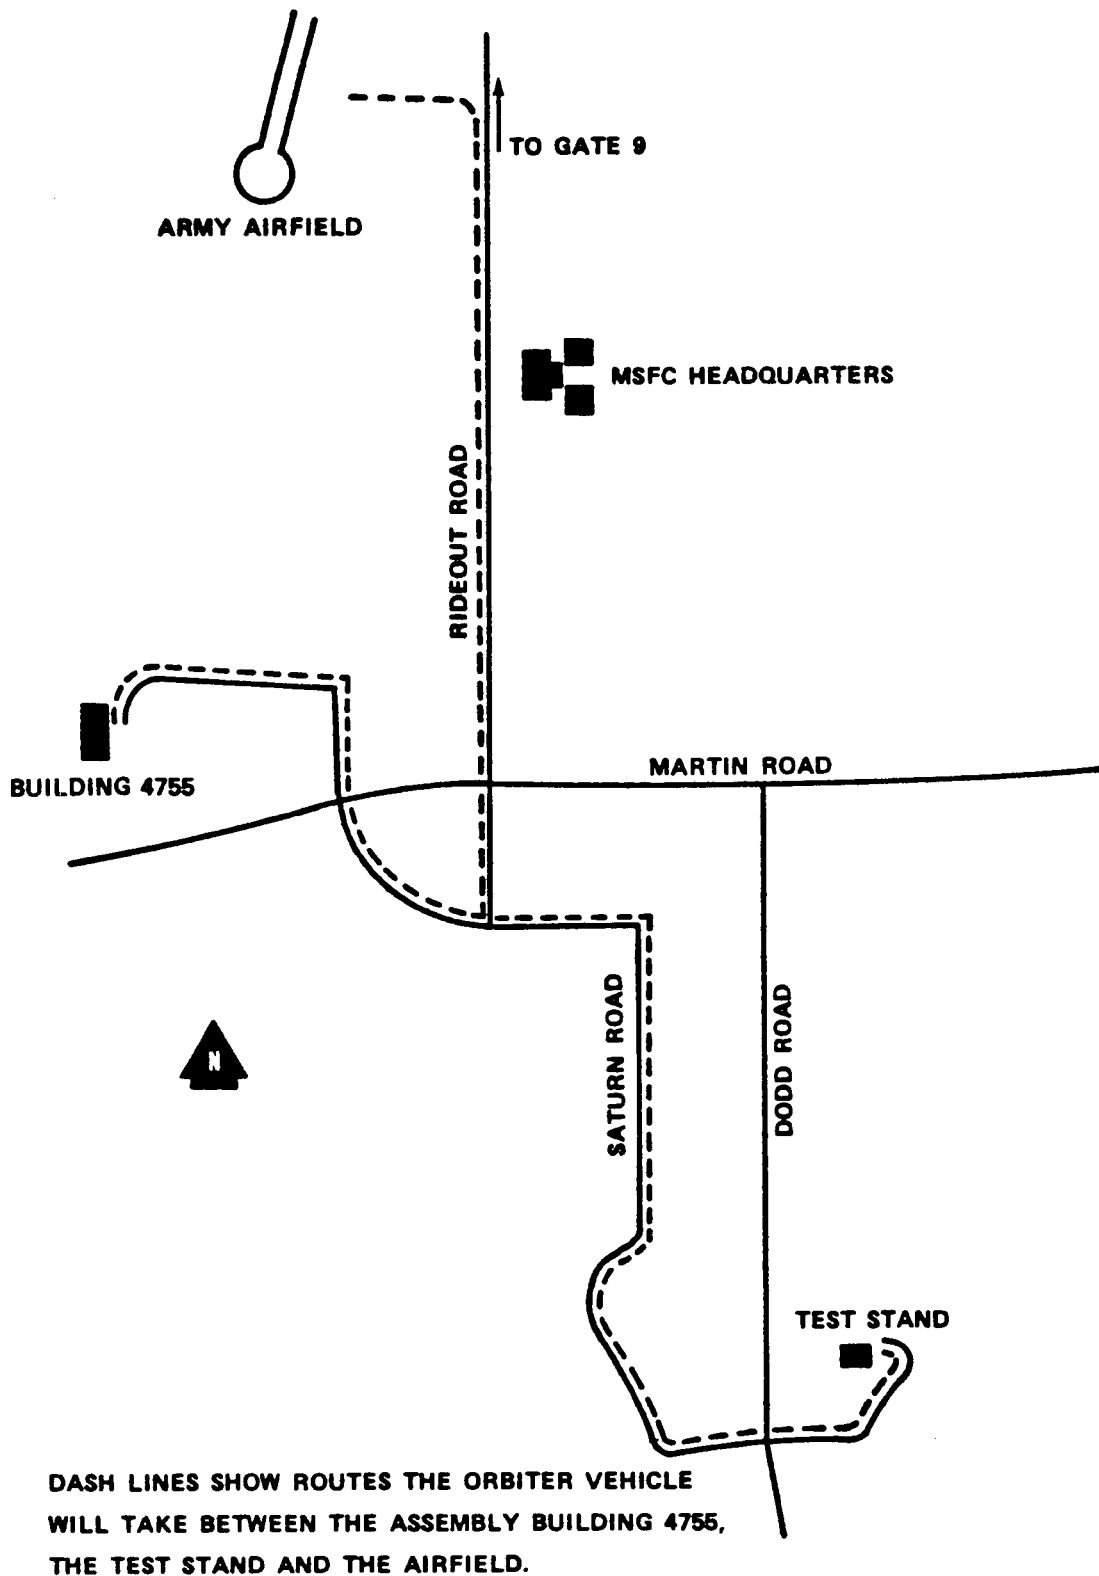 TO GATE 9
ARMY AIRFIELD
MSFC HEADQUARTERS
RIDEOUT ROAD
MARTIN ROAD
BUILDING 4755
SATURN ROAD
DODD ROAD
N
TEST STAND
DASH LINES SHOW ROUTES THE ORBITER VEHICLE
WILL TAKE BETWEEN THE ASSEMBLY BUILDING 4755,
THE TEST STAND AND THE AIRFIELD.